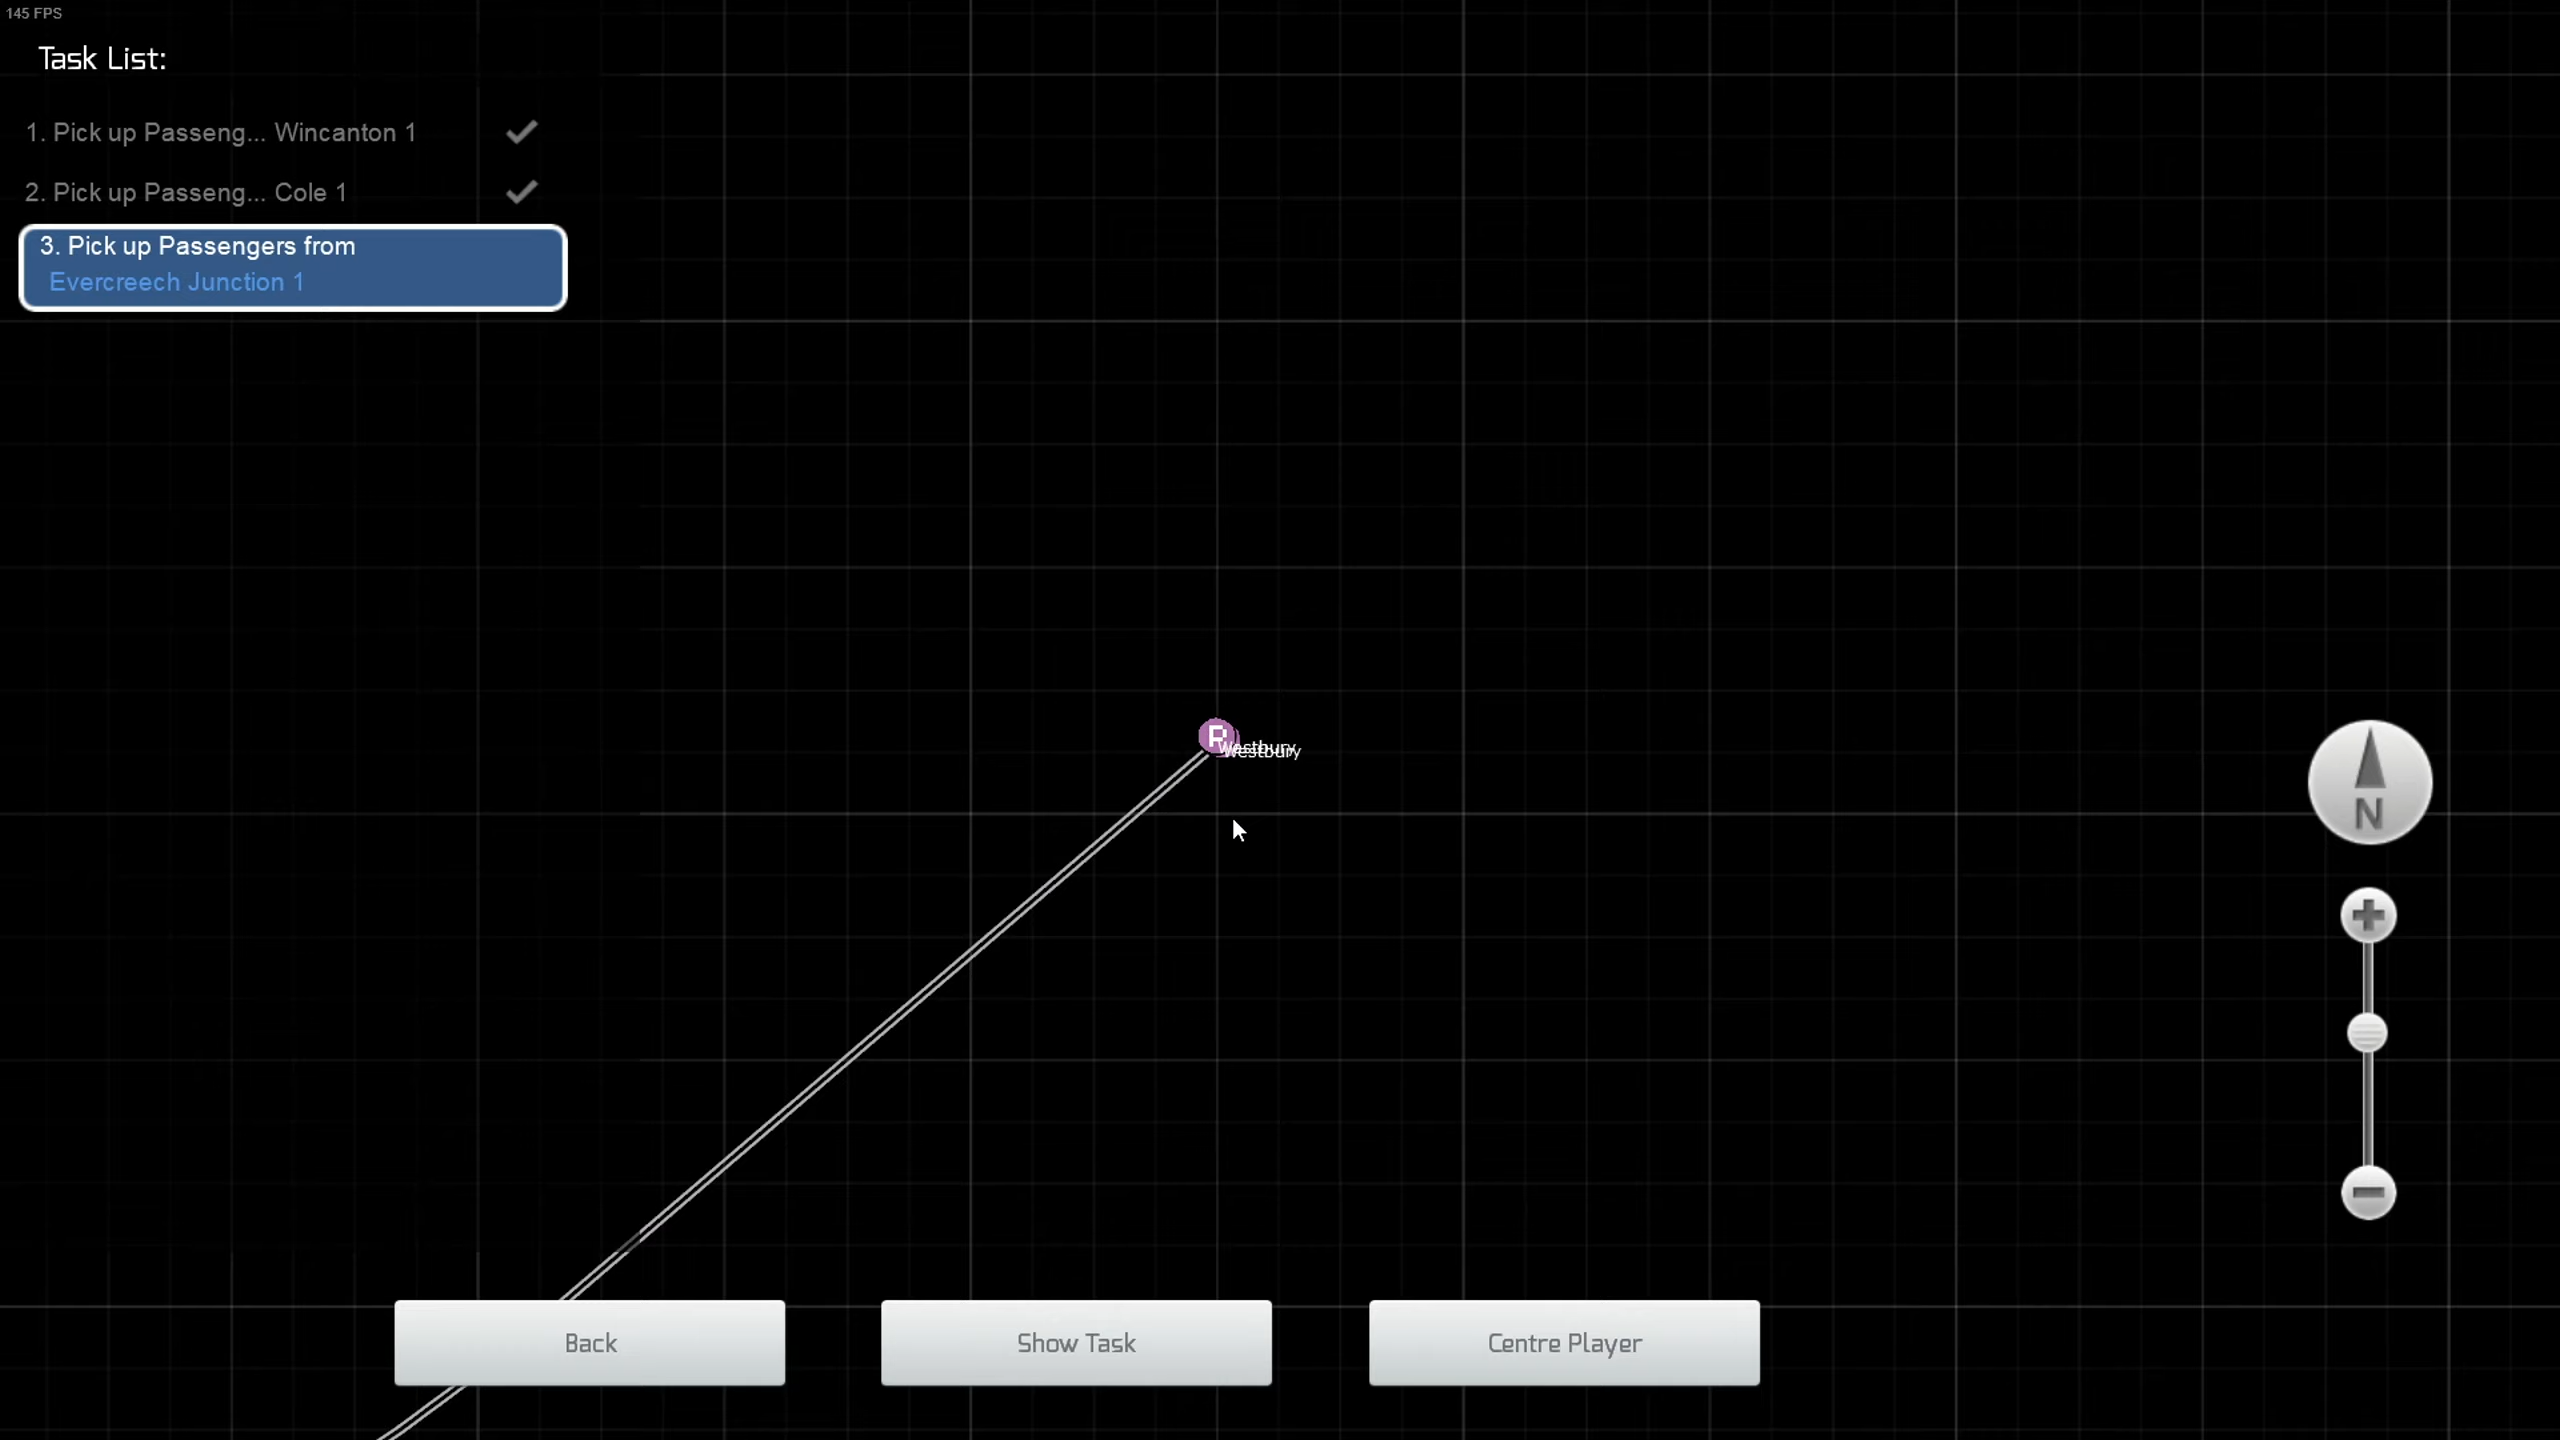 145 FPS
Task List:
1. Pick up Passeng... Wincanton 1
2. Pick up Passeng... Cole 1
3. Pick up Passengers from
Evercreech Junction 1
P
Westbury
Westbury
N
Back
Show Task
Centre Player